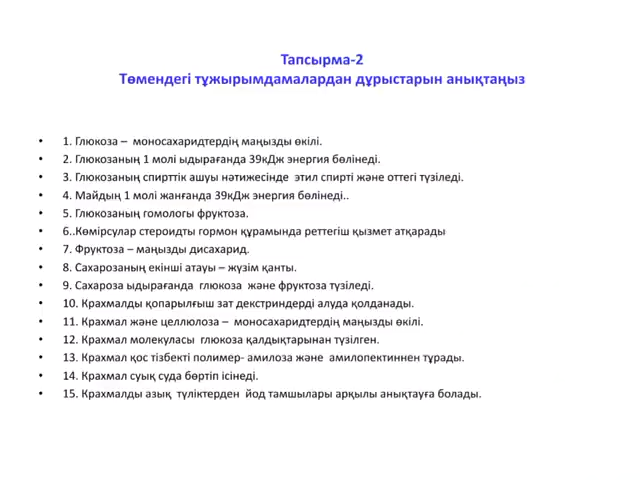 Тапсырма-2
Төмендегі тұжырымдамалардан дұрыстарын анықтаңыз
• 1. Глюкоза – моносахаридтердің маңызды өкілі.
• 2. Глюкозаның 1 молі ыдырағанда 39кДж энергия бөлінеді.
• 3. Глюкозаның спирттік ашуы нәтижесінде этил спирті және оттегі түзіледі.
• 4. Майдың 1 молі жанғанда 39кДж энергия бөлінеді..
• 5. Глюкозаның гомологы фруктоза.
• 6..Көмірсулар стероидты гормон құрамында реттегіш қызмет атқарады
• 7. Фруктоза – маңызды дисахарид.
• 8. Сахарозаның екінші атауы – жүзім қанты.
• 9. Сахароза ыдырағанда глюкоза және фруктоза түзіледі.
• 10. Крахмалды қопарылғыш зат декстриндерді алуда қолданады.
• 11. Крахмал және целлюлоза – моносахаридтердің маңызды өкілі.
• 12. Крахмал молекуласы глюкоза қалдықтарынан түзілген.
• 13. Крахмал қос тізбекті полимер- амилоза және амилопектиннен тұрады.
• 14. Крахмал суық суда бөртіп ісінеді.
• 15. Крахмалды азық түліктерден йод тамшылары арқылы анықтауға болады.